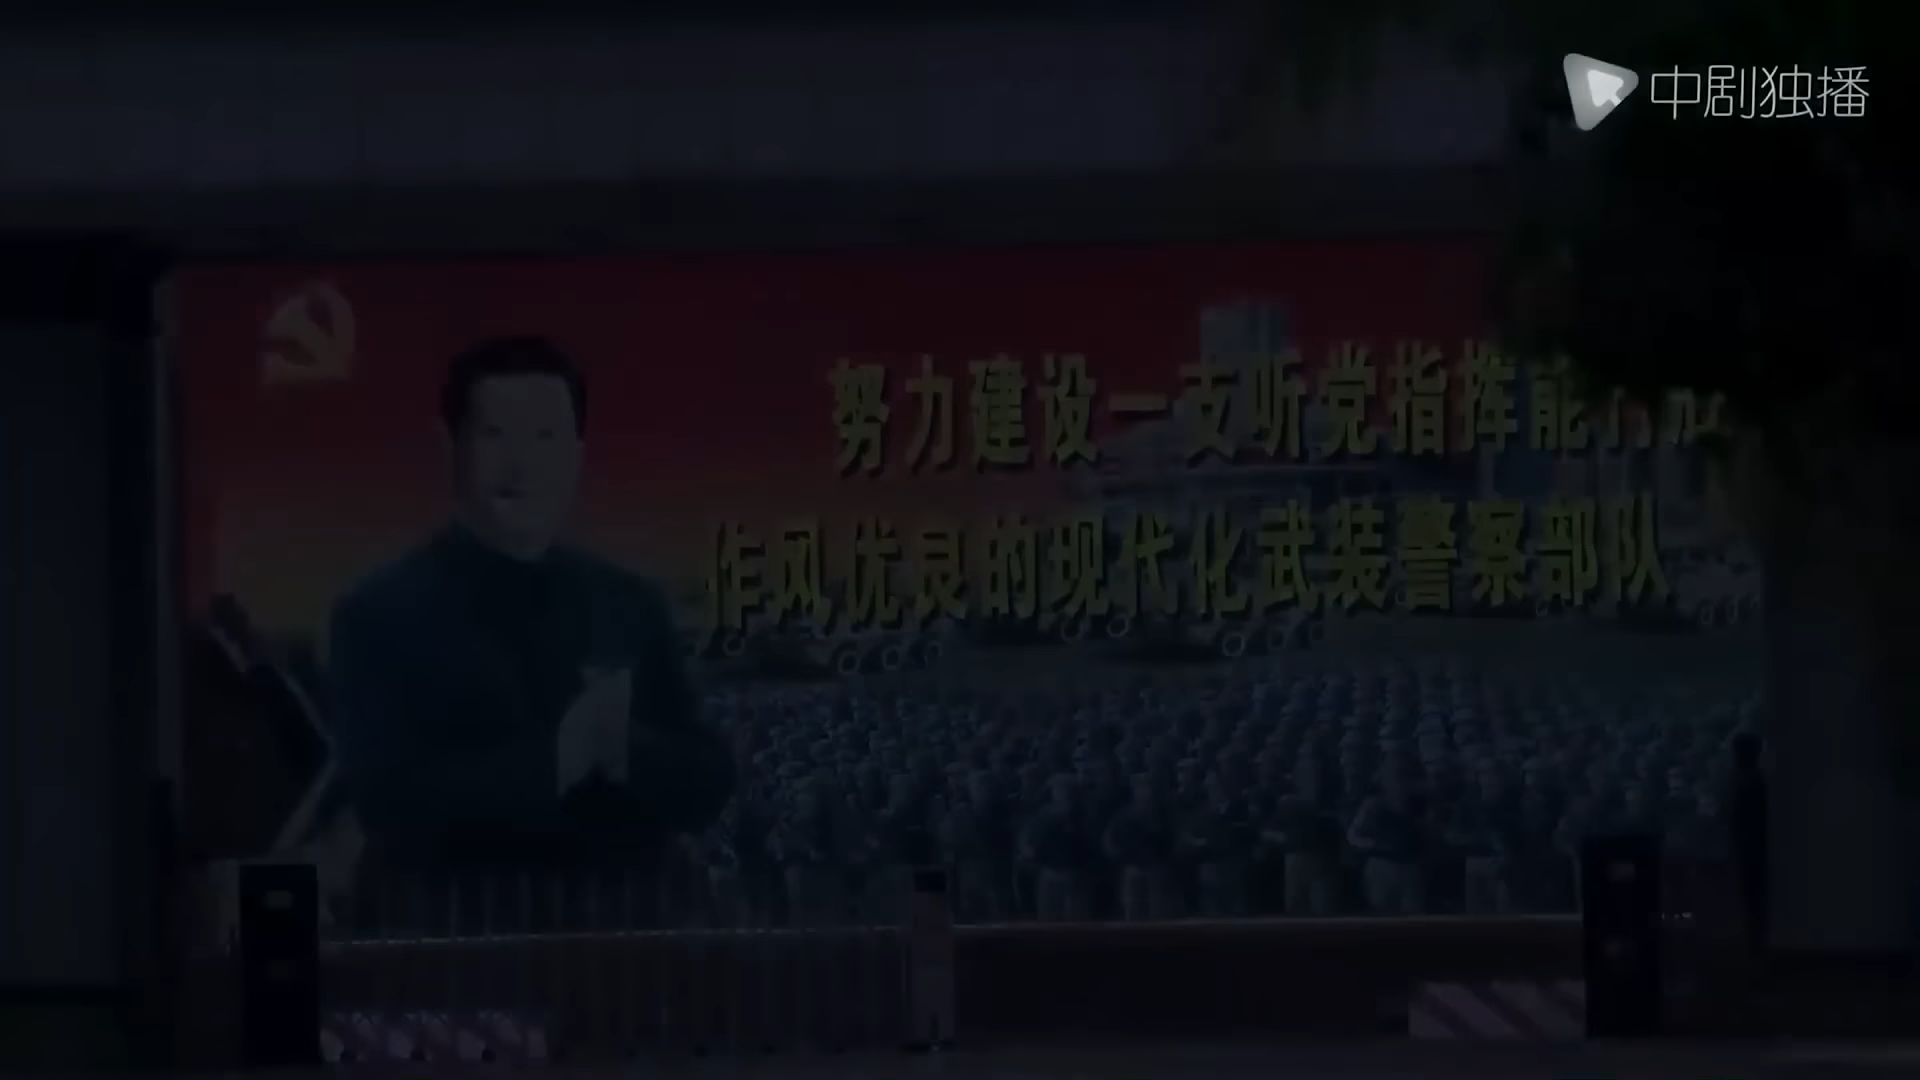 中剧独播
努力建设一支听党指挥能
作风优良的现代化武装警察部队